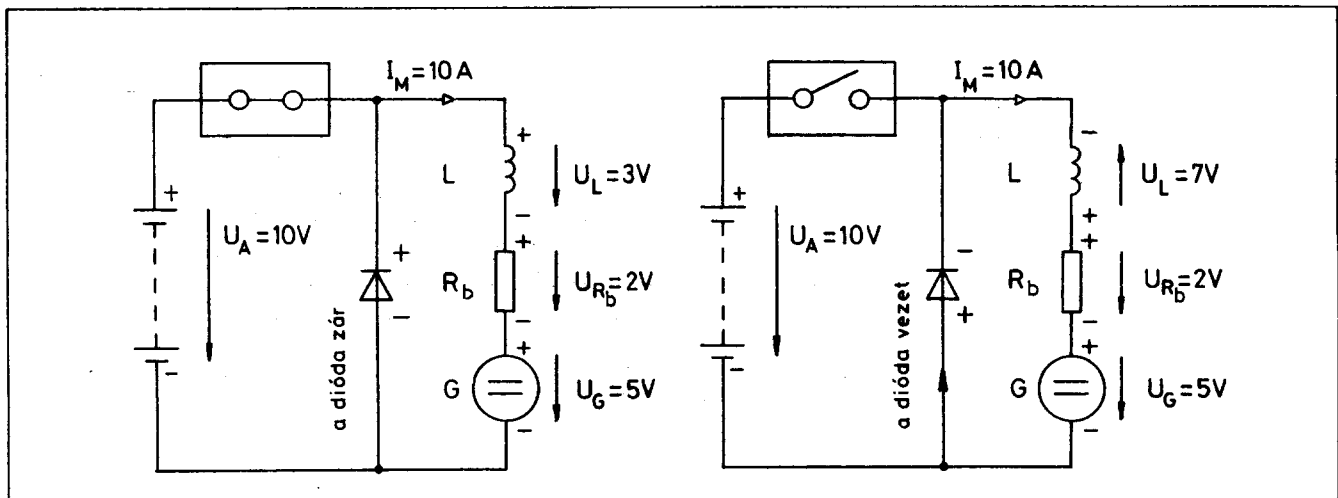 I_M=10A
+
L
U_L=3V
−
+
U_A=10V
+
R_b
U_Rb=2V
−
−
+
G
U_G=5V
−
−
a dióda zár
I_M=10A
−
L
U_L=7V
+
+
U_A=10V
+
−
R_b
U_Rb=2V
+
−
+
G
U_G=5V
−
−
a dióda vezet